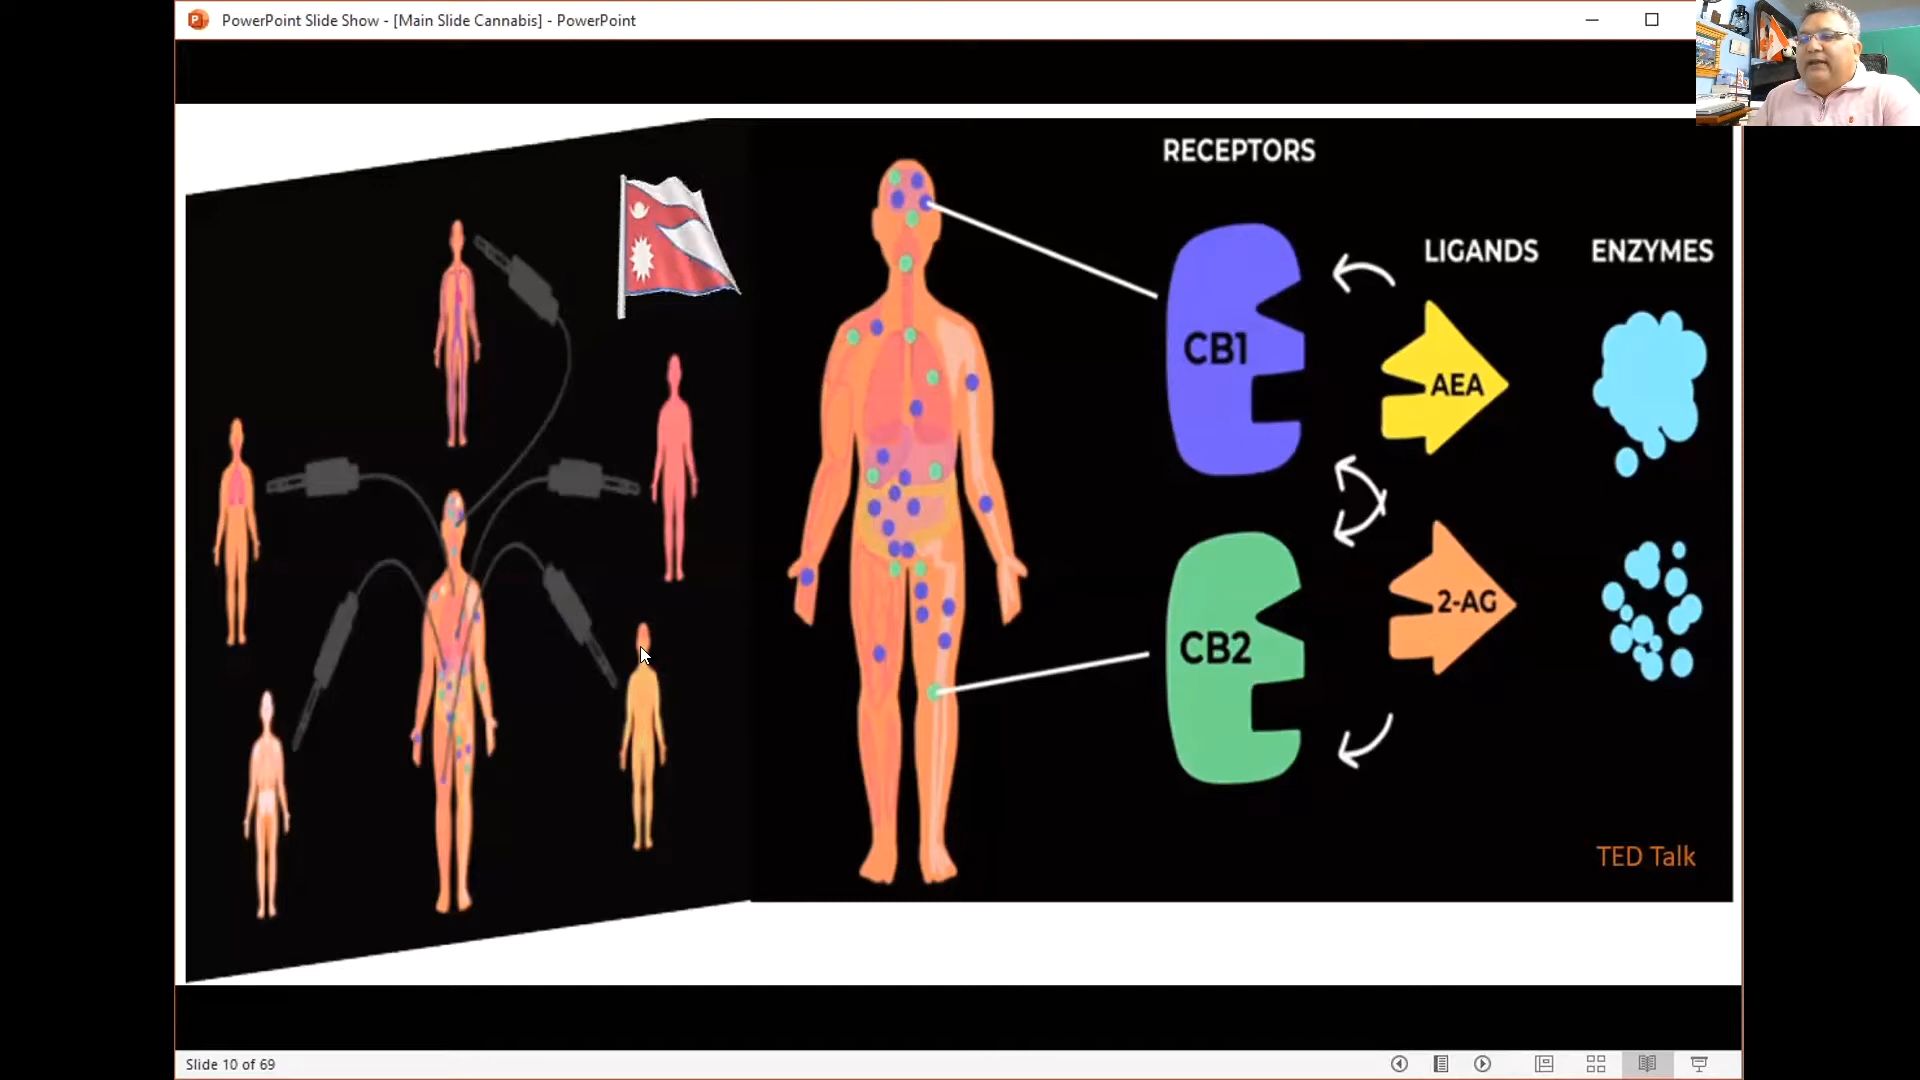 PowerPoint Slide Show - [Main Slide Cannabis] - PowerPoint
RECEPTORS
LIGANDS
ENZYMES
CB1
AEA
2-AG
CB2
TED Talk
Slide 10 of 69